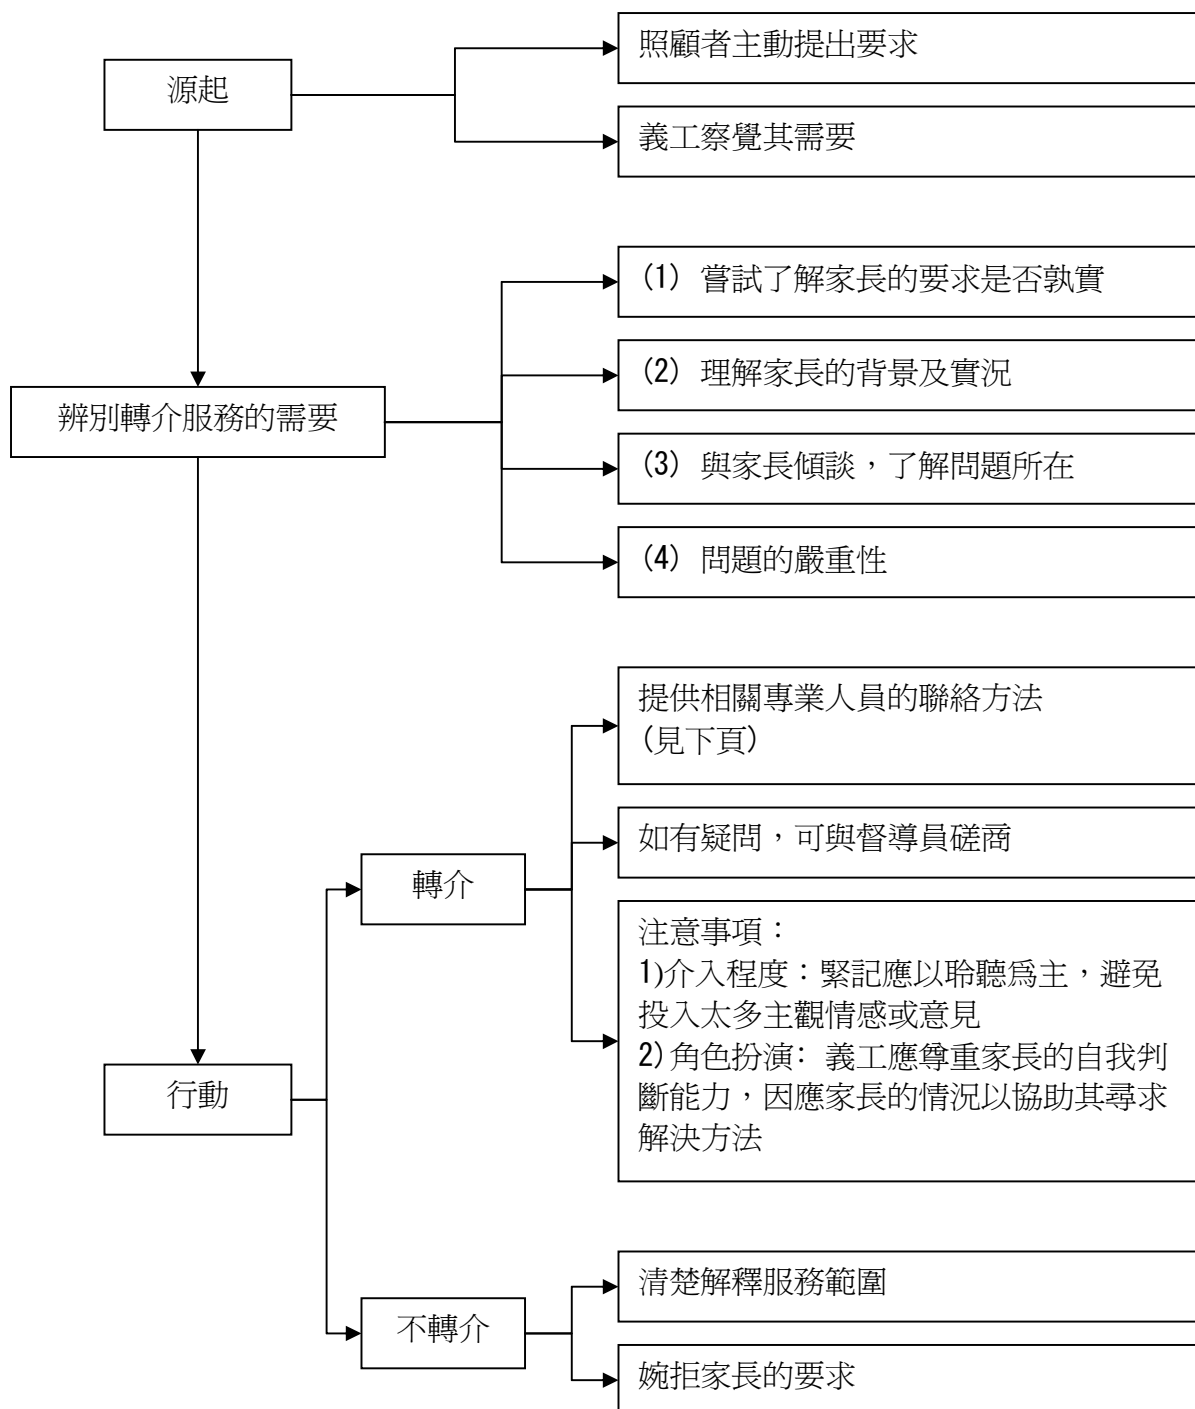 源起
照顧者主動提出要求
義工察覺其需要
辨別轉介服務的需要
(1) 嘗試了解家長的要求是否孰實
(2) 理解家長的背景及實況
(3) 與家長傾談，了解問題所在
(4) 問題的嚴重性
行動
轉介
提供相關專業人員的聯絡方法
(見下頁)
如有疑問，可與督導員磋商
注意事項：
1)介入程度：緊記應以聆聽為主，避免
投入太多主觀情感或意見
2)角色扮演: 義工應尊重家長的自我判
斷能力，因應家長的情況以協助其尋求
解決方法
不轉介
清楚解釋服務範圍
婉拒家長的要求